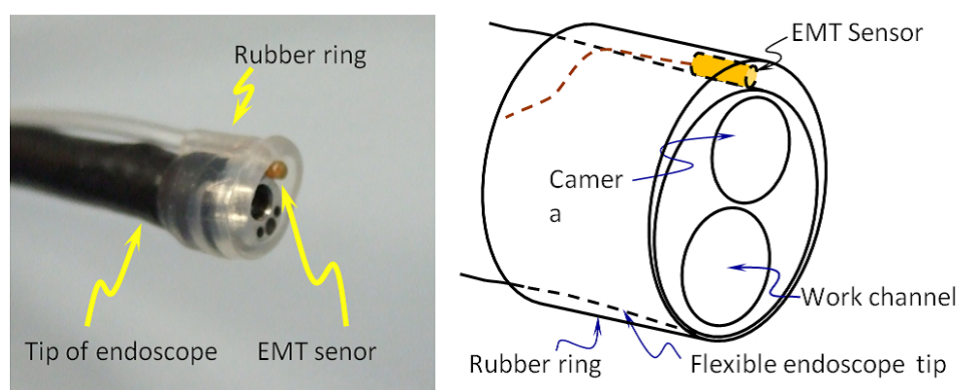 Rubber ring
Tip of endoscope
EMT senor
EMT Sensor
Camer
a
Work channel
Rubber ring
Flexible endoscope tip